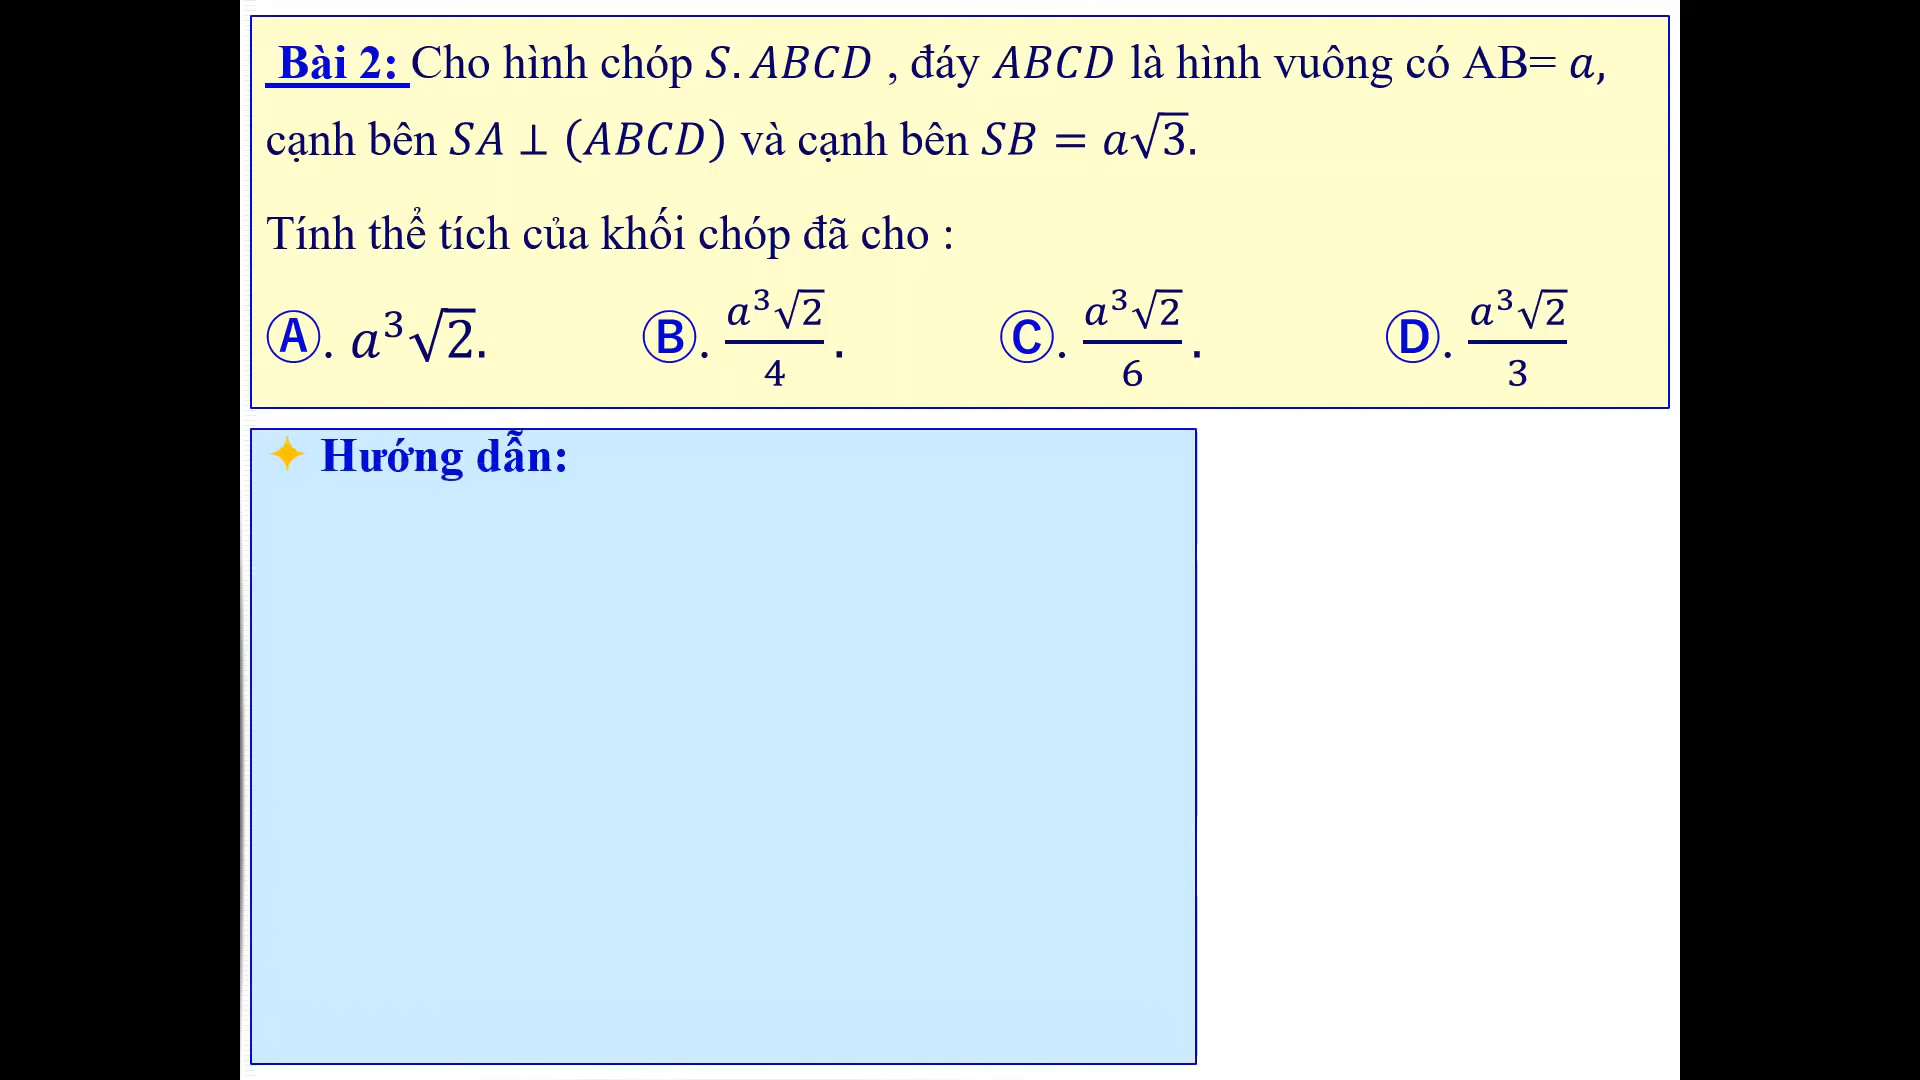 Bài 2: Cho hình chóp S.ABCD , đáy ABCD là hình vuông có AB= a,
cạnh bên SA ⊥ (ABCD) và cạnh bên SB = a√3.
Tính thể tích của khối chóp đã cho :
Ⓐ. a³√2. Ⓑ. a³√2/4 . Ⓒ. a³√2/6 . Ⓓ. a³√2/3
✦ Hướng dẫn: